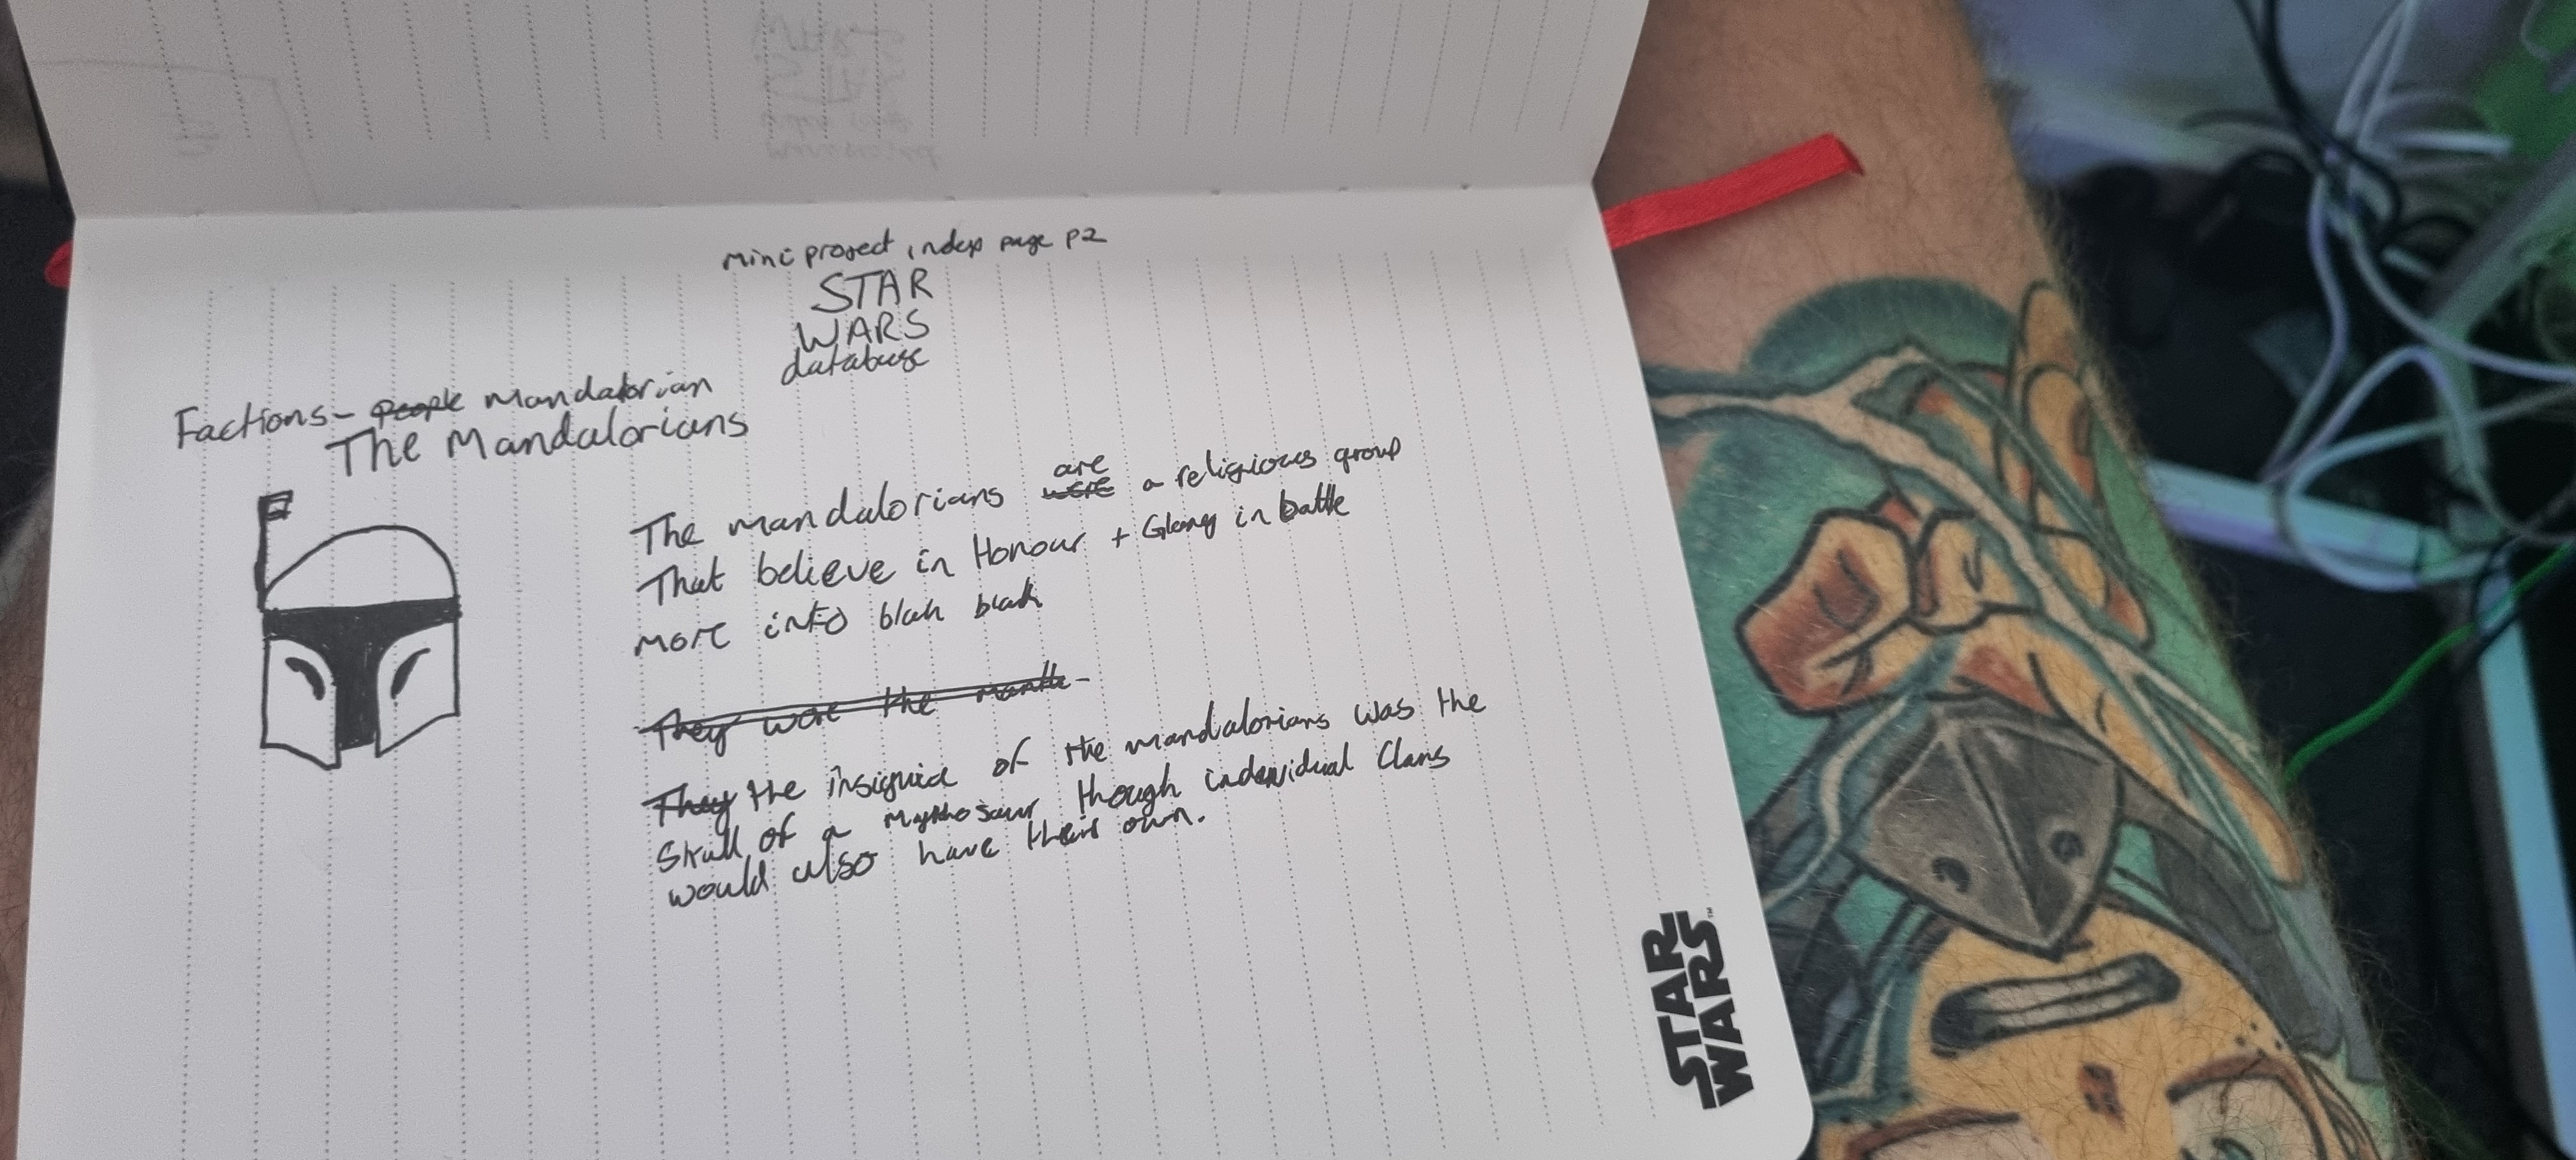 mini project index page p2
STAR
WARS
database
Factions - people Mandalorian
The Mandalorians
are
The mandalorians were a religious group
That believe in Honour + Glory in battle
more into blah blah
They were the mantle -
They the insignia of the mandalorians was the
Skull of a Mythosaur though individual Clans
would also have their own.
STAR
WARS™